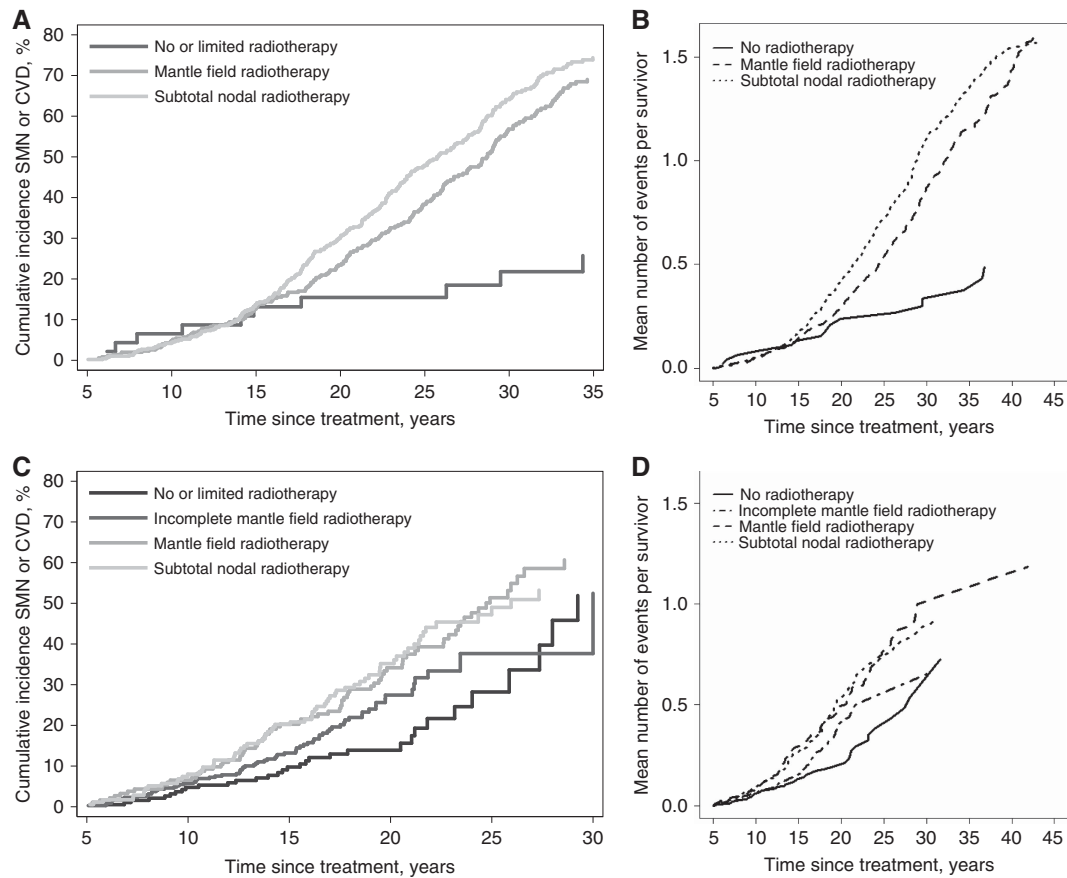 A
Cumulative incidence SMN or CVD, %
80
70
60
50
40
30
20
10
0
No or limited radiotherapy
Mantle field radiotherapy
Subtotal nodal radiotherapy
5 10 15 20 25 30 35
Time since treatment, years
B
Mean number of events per survivor
1.5
1.0
0.5
0.0
No radiotherapy
Mantle field radiotherapy
Subtotal nodal radiotherapy
5 10 15 20 25 30 35 40 45
Time since treatment, years
C
Cumulative incidence SMN or CVD, %
80
70
60
50
40
30
20
10
0
No or limited radiotherapy
Incomplete mantle field radiotherapy
Mantle field radiotherapy
Subtotal nodal radiotherapy
5 10 15 20 25 30
Time since treatment, years
D
Mean number of events per survivor
1.5
1.0
0.5
0.0
No radiotherapy
Incomplete mantle field radiotherapy
Mantle field radiotherapy
Subtotal nodal radiotherapy
5 10 15 20 25 30 35 40 45
Time since treatment, years